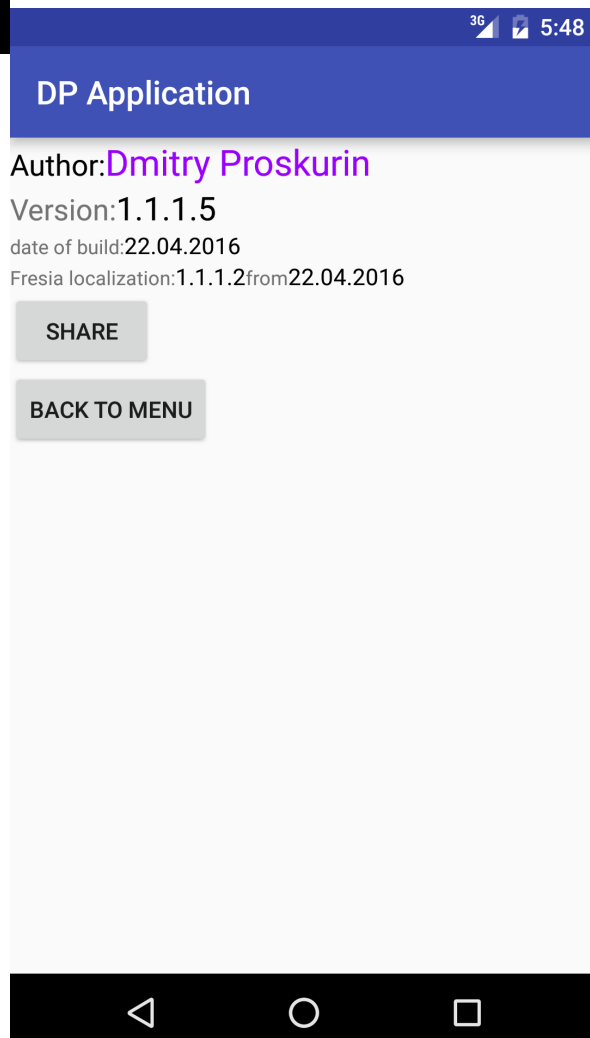 3G 5:48
DP Application
Author:Dmitry Proskurin
Version:1.1.1.5
date of build:22.04.2016
Fresia localization:1.1.1.2from22.04.2016
SHARE
BACK TO MENU